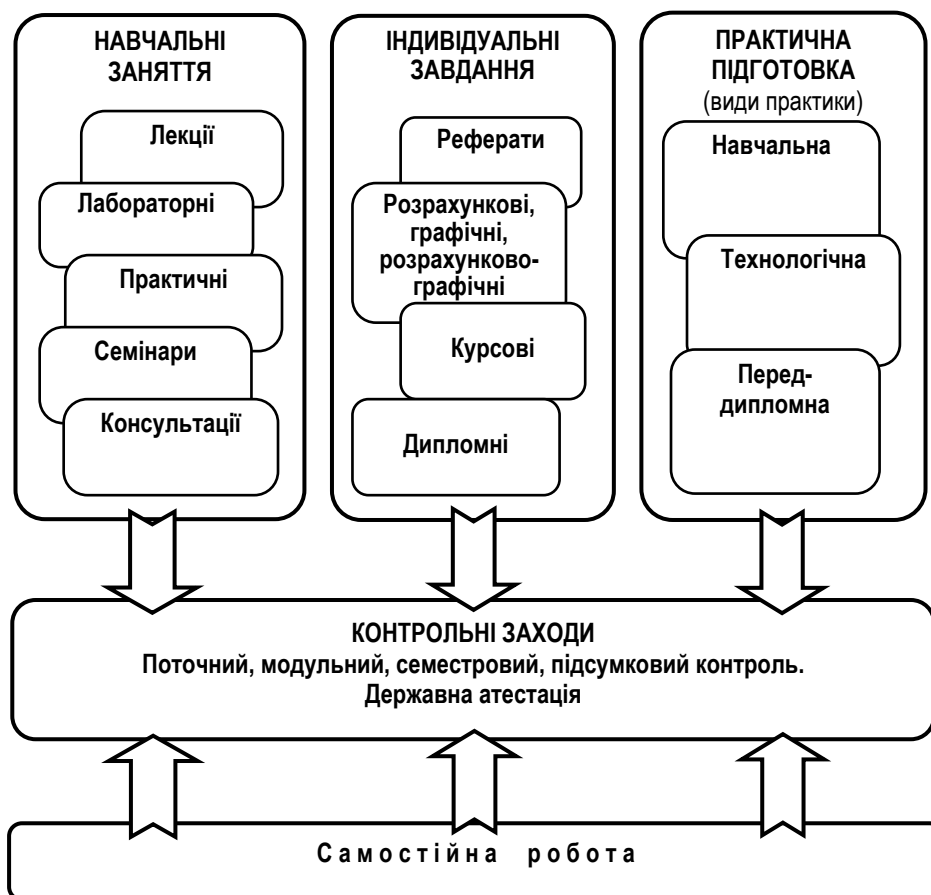 НАВЧАЛЬНІ
ЗАНЯТТЯ
Лекції
Лабораторні
Практичні
Семінари
Консультації
ІНДИВІДУАЛЬНІ
ЗАВДАННЯ
Реферати
Розрахункові,
графічні,
розрахунково-
графічні
Курсові
Дипломні
ПРАКТИЧНА
ПІДГОТОВКА
(види практики)
Навчальна
Технологічна
Перед-
дипломна
КОНТРОЛЬНІ ЗАХОДИ
Поточний, модульний, семестровий, підсумковий контроль.
Державна атестація
Самостійна робота